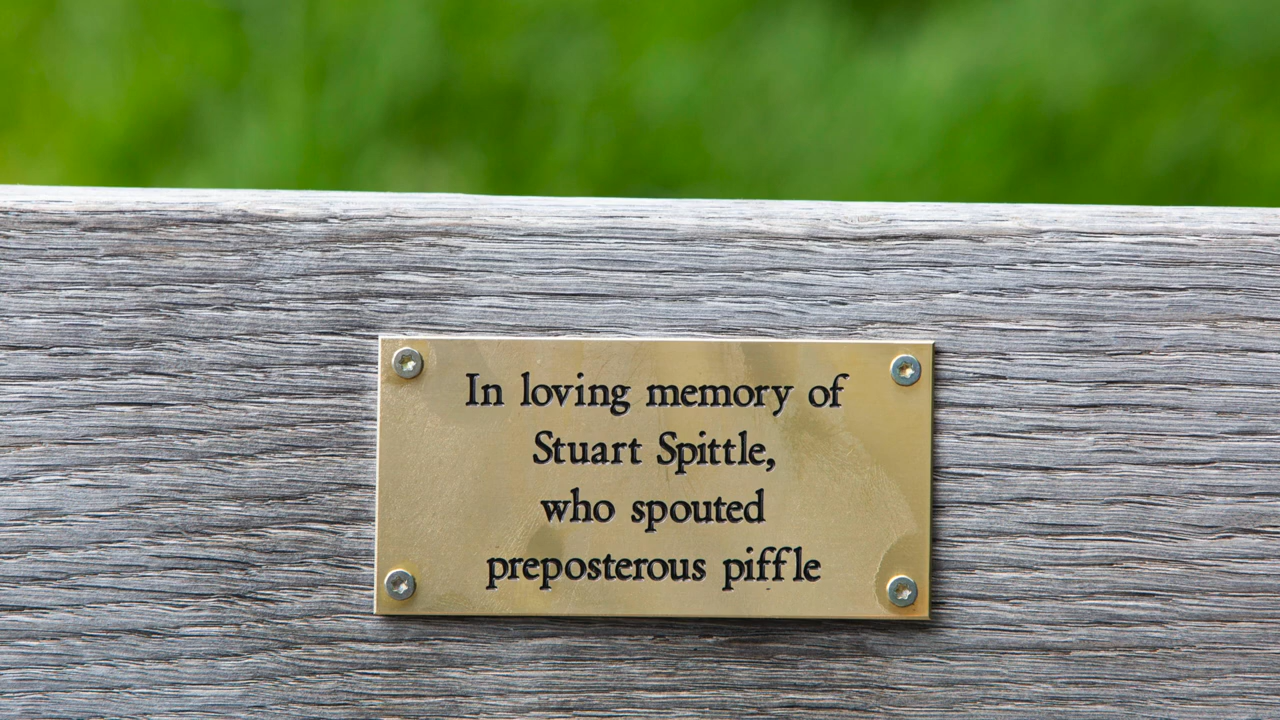 In loving memory of
Stuart Spittle,
who spouted
preposterous piffle